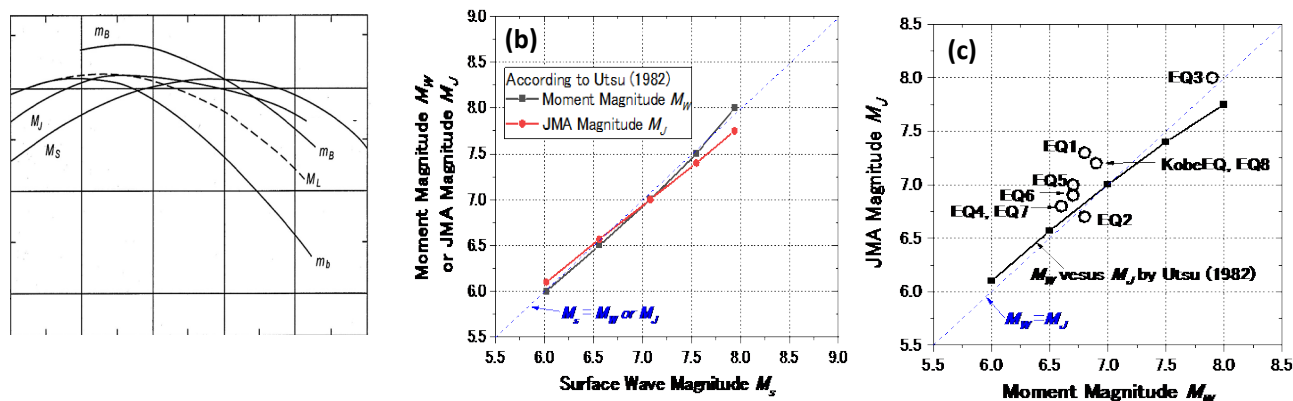 m_B
M_J
M_S
m_B
M_L
m_b
(b)
According to Utsu (1982)
Moment Magnitude M_W
JMA Magnitude M_J
Moment Magnitude M_W
or JMA Magnitude M_J
9.0
8.5
8.0
7.5
7.0
6.5
6.0
5.5
M_s=M_W or M_J
5.5 6.0 6.5 7.0 7.5 8.0 8.5 9.0
Surface Wave Magnitude M_s
(c)
JMA Magnitude M_J
8.5
8.0
7.5
7.0
6.5
6.0
5.5
EQ3
EQ1
KobeEQ, EQ8
EQ5
EQ6
EQ4, EQ7
EQ2
M_W vesus M_J by Utsu (1982)
M_W=M_J
5.5 6.0 6.5 7.0 7.5 8.0 8.5
Moment Magnitude M_W